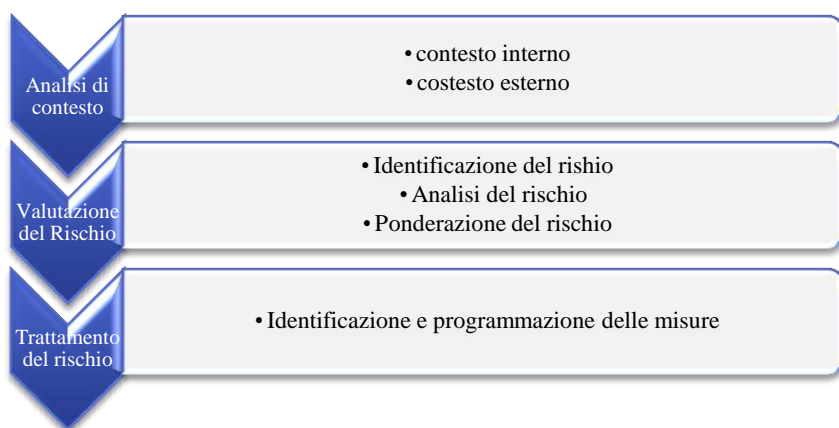 Analisi di
contesto
• contesto interno
• costesto esterno
Valutazione
del Rischio
• Identificazione del rishio
• Analisi del rischio
• Ponderazione del rischio
Trattamento
del rischio
• Identificazione e programmazione delle misure